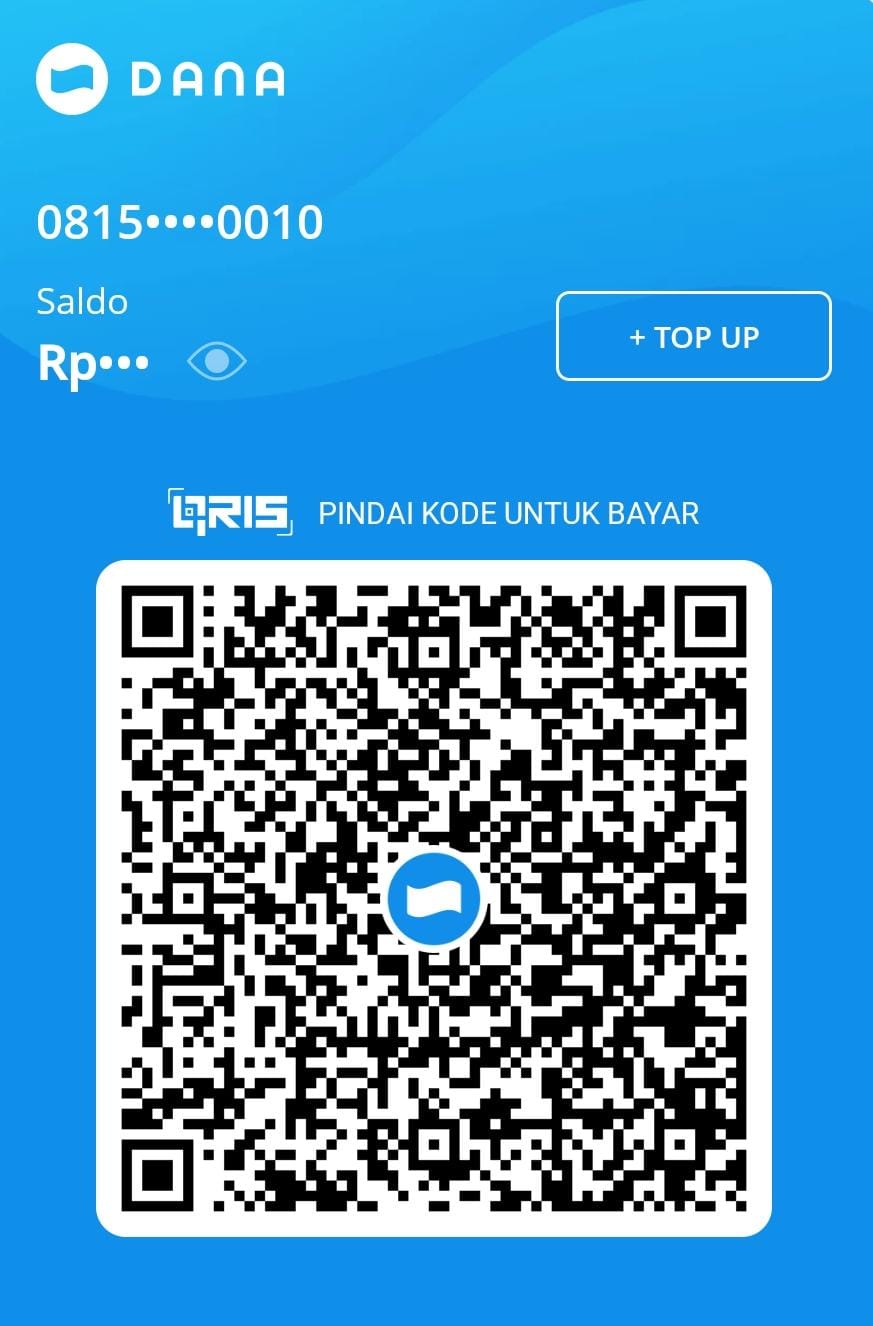 DANA
0815••••0010
Saldo
Rp•••
+ TOP UP
QRIS PINDAI KODE UNTUK BAYAR